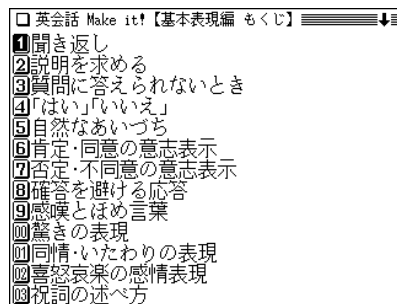 英会話 Make it!【基本表現編 もくじ】
1聞き返し
2説明を求める
3質問に答えられないとき
4「はい」「いいえ」
5自然なあいづち
6肯定・同意の意志表示
7否定・不同意の意志表示
8確答を避ける応答
9感嘆とほめ言葉
00驚きの表現
01同情・いたわりの表現
02喜怒哀楽の感情表現
03祝詞の述べ方